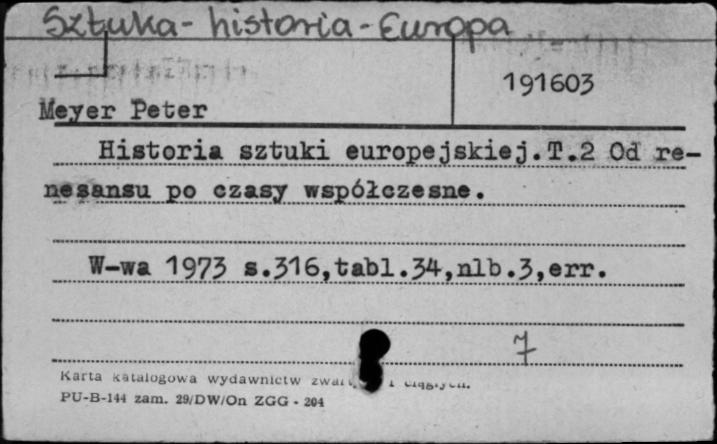 Sztuka - historia - Europa
191603
Meyer Peter
Historia sztuki europejskiej.T.2 Od re-
nesansu po czasy współczesne.
W-wa 1973 s.316,tabl.34,nlb.3,err.
7
Karta katalogowa wydawnictw
PU-B-144 zam. 29/DW/On ZGG - 204